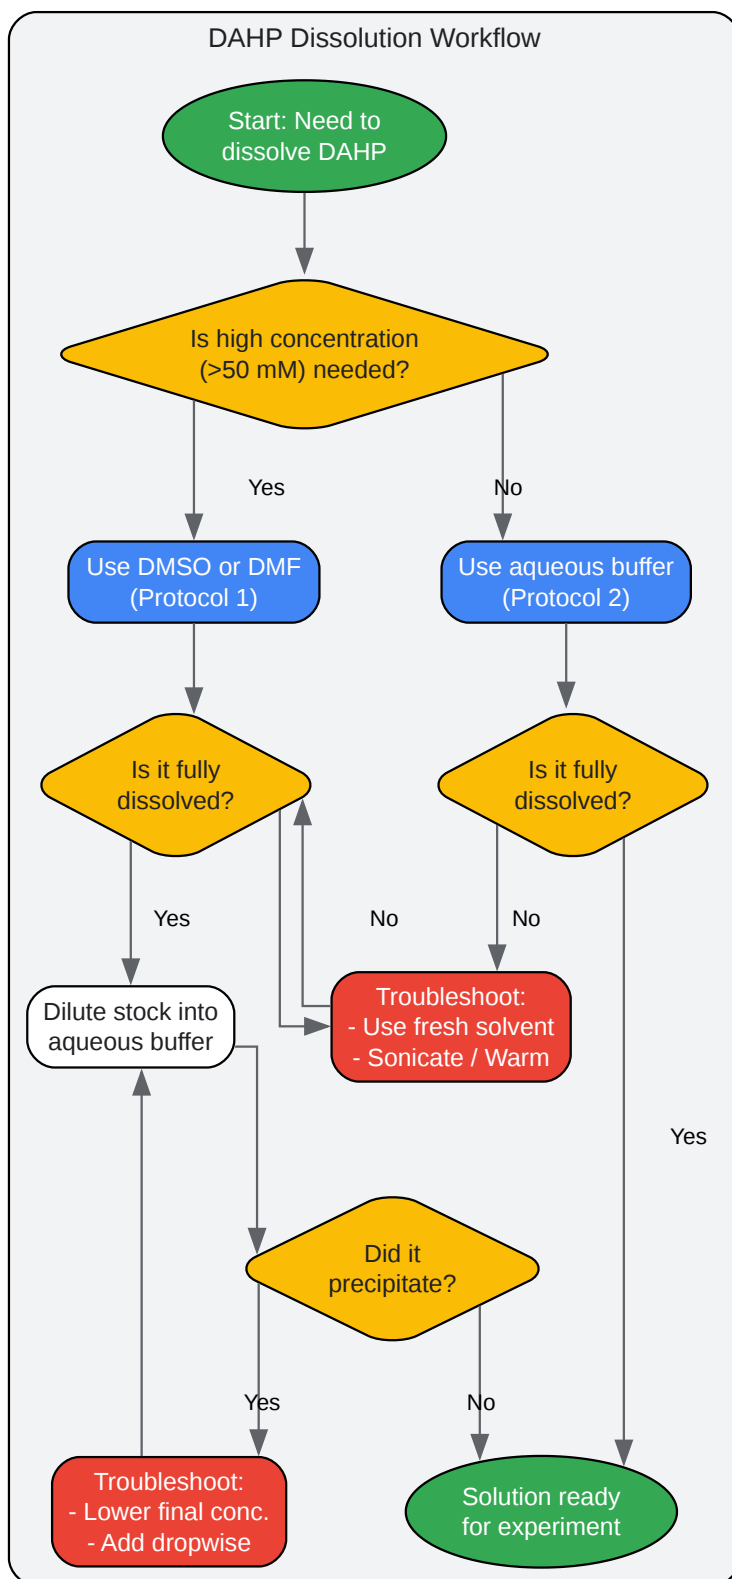 DAHP Dissolution Workflow
Start: Need to
dissolve DAHP
Is high concentration
(>50 mM) needed?
Yes
No
Use DMSO or DMF
(Protocol 1)
Use aqueous buffer
(Protocol 2)
Is it fully
dissolved?
Is it fully
dissolved?
Yes
No
No
Dilute stock into
aqueous buffer
Troubleshoot:
- Use fresh solvent
- Sonicate / Warm
Yes
Did it
precipitate?
Yes
No
Troubleshoot:
- Lower final conc.
- Add dropwise
Solution ready
for experiment